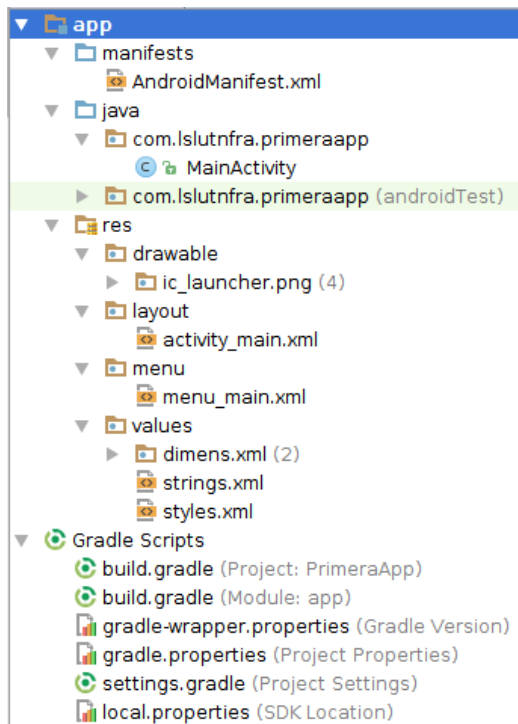 app
manifests
AndroidManifest.xml
java
com.lslutnfra.primeraapp
C MainActivity
com.lslutnfra.primeraapp (androidTest)
res
drawable
ic_launcher.png (4)
layout
activity_main.xml
menu
menu_main.xml
values
dimens.xml (2)
strings.xml
styles.xml
Gradle Scripts
build.gradle (Project: PrimeraApp)
build.gradle (Module: app)
gradle-wrapper.properties (Gradle Version)
gradle.properties (Project Properties)
settings.gradle (Project Settings)
local.properties (SDK Location)